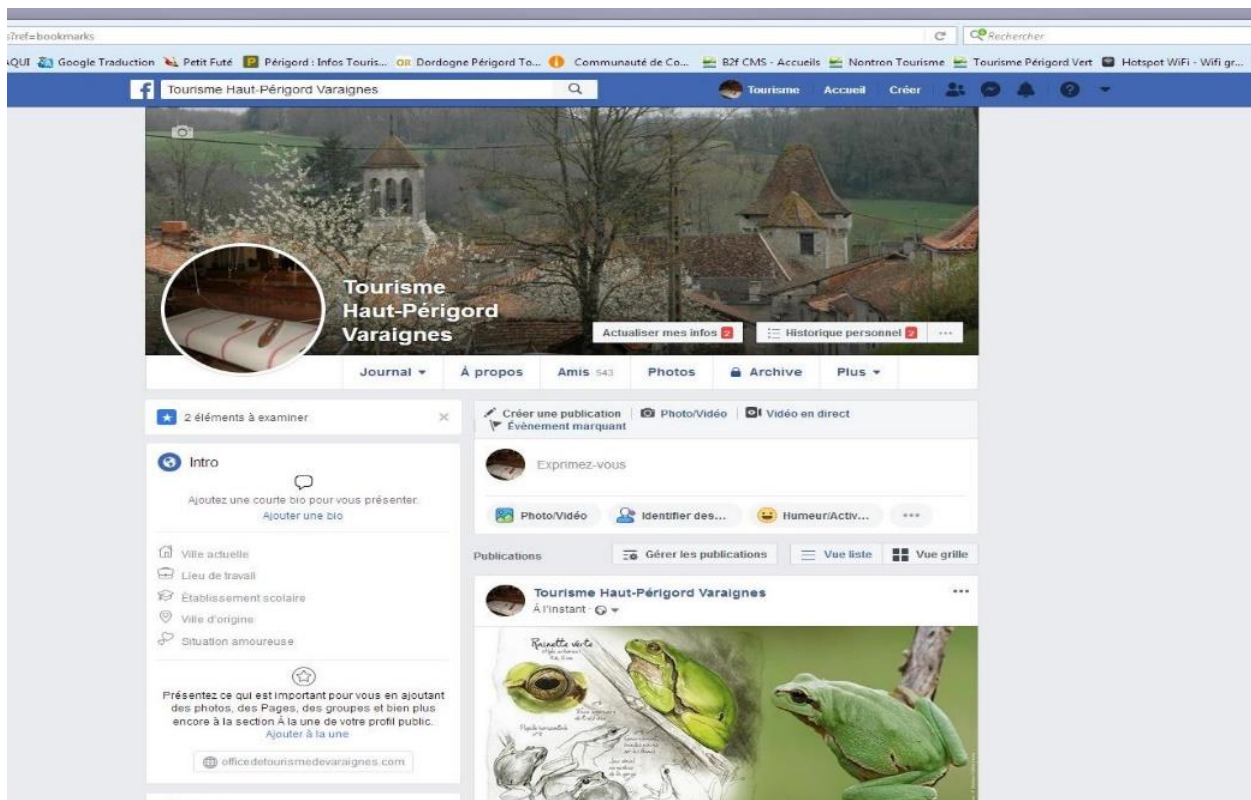 s?ref=bookmarks
Rechercher
AQUI Google Traduction Petit Futé Périgord : Infos Touris... Dordogne Périgord To... Communauté de Co... B2f CMS - Accueils Nontron Tourisme Tourisme Périgord Vert Hotspot WiFi - Wifi gr...
Tourisme Haut-Périgord Varaignes
Tourisme Accueil Créer
Tourisme
Haut-Périgord
Varaignes
Actualiser mes infos 2 Historique personnel 2 ...
Journal À propos Amis 543 Photos Archive Plus
2 éléments à examiner
Intro
Ajoutez une courte bio pour vous présenter.
Ajouter une bio
Ville actuelle
Lieu de travail
Établissement scolaire
Ville d'origine
Situation amoureuse
Présentez ce qui est important pour vous en ajoutant
des photos, des Pages, des groupes et bien plus
encore à la section À la une de votre profil public.
Ajouter à la une
officedetourismedevaraignes.com
Créer une publication Photo/Vidéo Vidéo en direct
Évènement marquant
Exprimez-vous
Photo/Vidéo Identifier des... Humeur/Activ... ...
Publications Gérer les publications Vue liste Vue grille
Tourisme Haut-Périgord Varaignes ...
À l'instant
Rainette verte